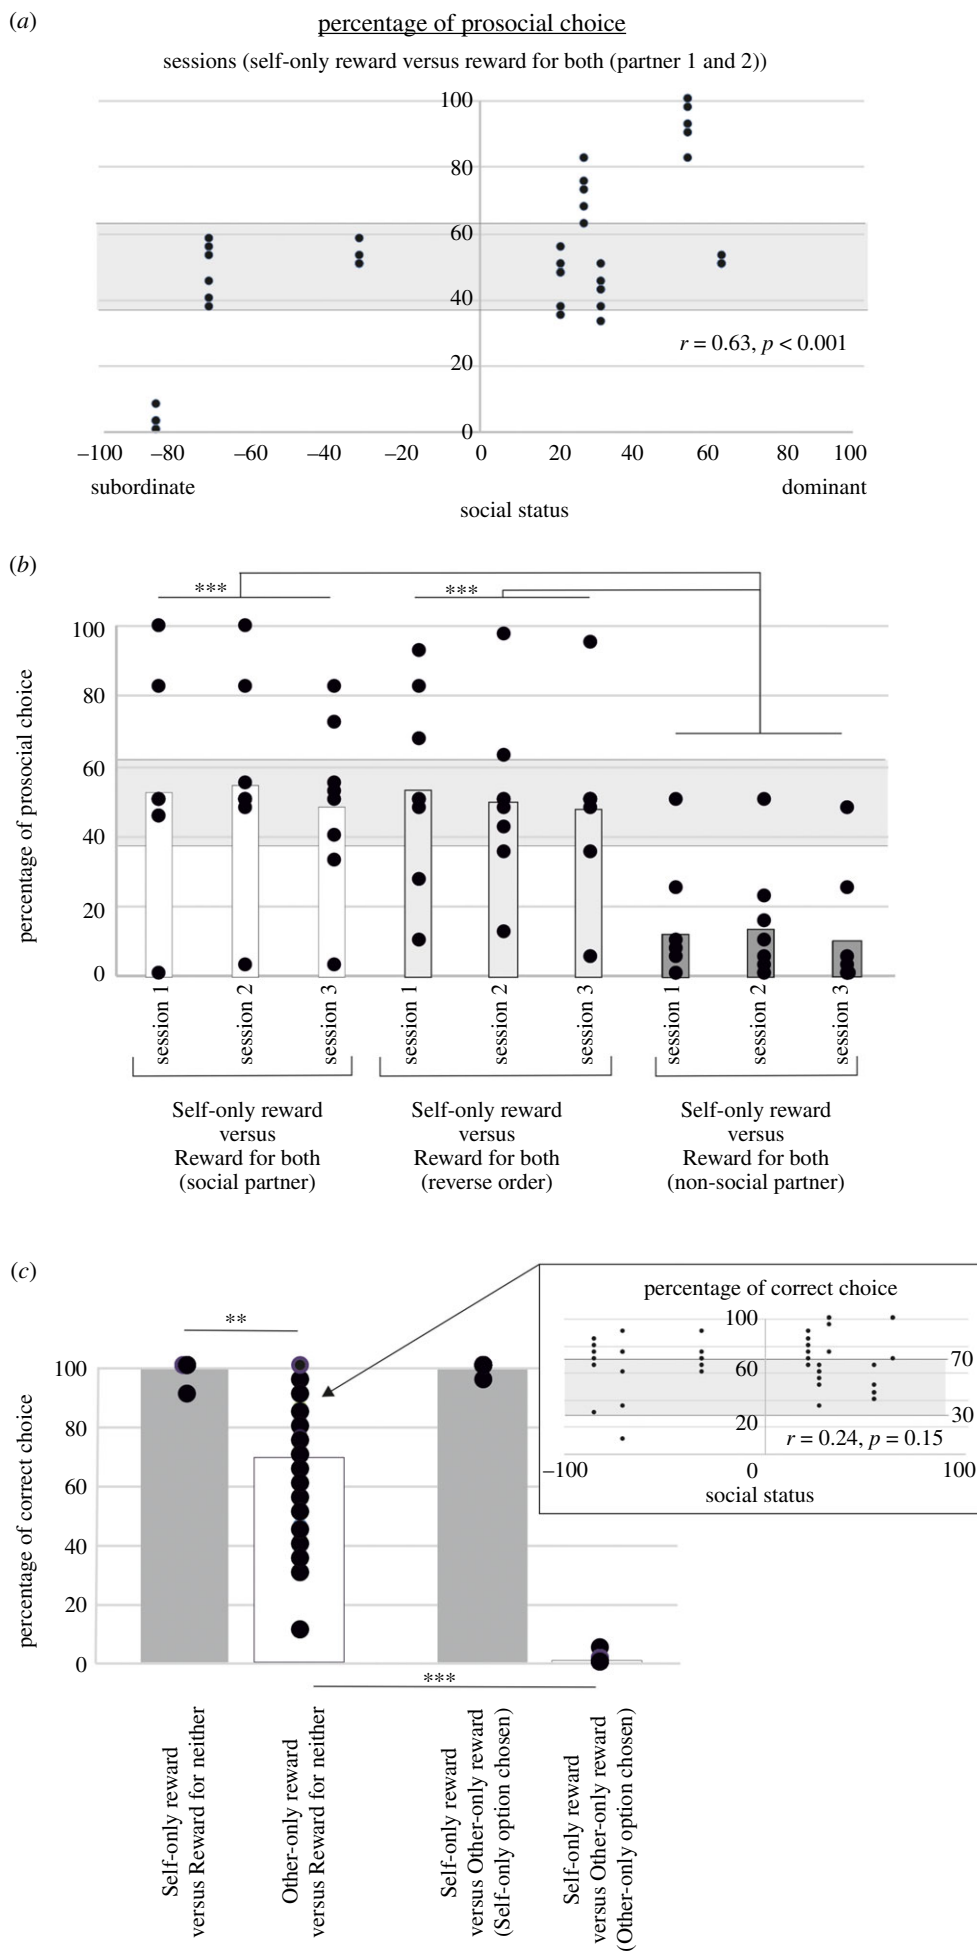 (a)
percentage of prosocial choice
sessions (self-only reward versus reward for both (partner 1 and 2))
100
80
60
40
20
0
r = 0.63, p < 0.001
–100 –80 –60 –40 –20 0 20 40 60 80 100
subordinate dominant
social status
(b)
*** ***
percentage of prosocial choice
100
80
60
40
20
0
session 1
session 2
session 3
session 1
session 2
session 3
session 1
session 2
session 3
Self-only reward
versus
Reward for both
(social partner)
Self-only reward
versus
Reward for both
(reverse order)
Self-only reward
versus
Reward for both
(non-social partner)
(c)
percentage of correct choice
100
60
20
70
30
r = 0.24, p = 0.15
–100 0 100
social status
**
percentage of correct choice
100
80
60
40
20
0
***
Self-only reward
versus Reward for neither
Other-only reward
versus Reward for neither
Self-only reward
versus Other-only reward
(Self-only option chosen)
Self-only reward
versus Other-only reward
(Other-only option chosen)